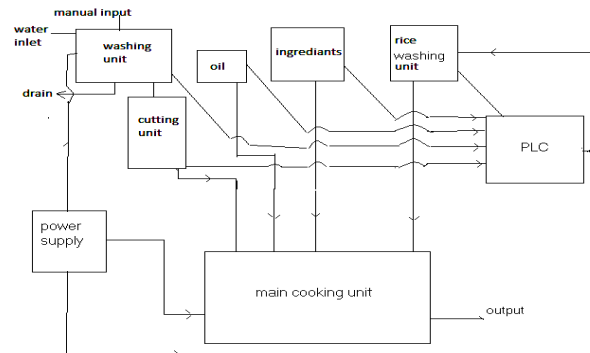 manual input
water
inlet
washing
unit
drain
cutting
unit
oil
ingrediants
rice
washing
unit
PLC
power
supply
main cooking unit
output